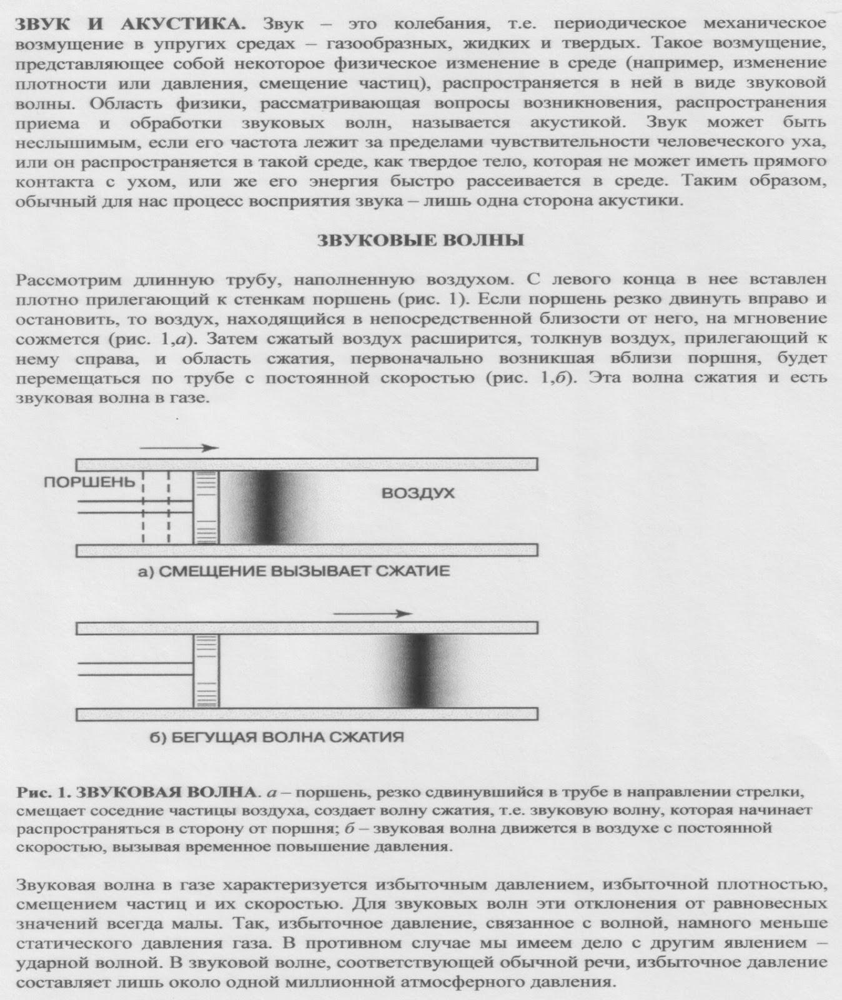 ЗВУК И АКУСТИКА. Звук – это колебания, т.е. периодическое механическое
возмущение в упругих средах – газообразных, жидких и твердых. Такое возмущение,
представляющее собой некоторое физическое изменение в среде (например, изменение
плотности или давления, смещение частиц), распространяется в ней в виде звуковой
волны. Область физики, рассматривающая вопросы возникновения, распространения
приема и обработки звуковых волн, называется акустикой. Звук может быть
неслышимым, если его частота лежит за пределами чувствительности человеческого уха,
или он распространяется в такой среде, как твердое тело, которая не может иметь прямого
контакта с ухом, или же его энергия быстро рассеивается в среде. Таким образом,
обычный для нас процесс восприятия звука – лишь одна сторона акустики.
ЗВУКОВЫЕ ВОЛНЫ
Рассмотрим длинную трубу, наполненную воздухом. С левого конца в нее вставлен
плотно прилегающий к стенкам поршень (рис. 1). Если поршень резко двинуть вправо и
остановить, то воздух, находящийся в непосредственной близости от него, на мгновение
сожмется (рис. 1,а). Затем сжатый воздух расширится, толкнув воздух, прилегающий к
нему справа, и область сжатия, первоначально возникшая вблизи поршня, будет
перемещаться по трубе с постоянной скоростью (рис. 1,б). Эта волна сжатия и есть
звуковая волна в газе.
ПОРШЕНЬ
ВОЗДУХ
а) СМЕЩЕНИЕ ВЫЗЫВАЕТ СЖАТИЕ
б) БЕГУЩАЯ ВОЛНА СЖАТИЯ
Рис. 1. ЗВУКОВАЯ ВОЛНА. а – поршень, резко сдвинувшийся в трубе в направлении стрелки,
смещает соседние частицы воздуха, создает волну сжатия, т.е. звуковую волну, которая начинает
распространяться в сторону от поршня; б – звуковая волна движется в воздухе с постоянной
скоростью, вызывая временное повышение давления.
Звуковая волна в газе характеризуется избыточным давлением, избыточной плотностью,
смещением частиц и их скоростью. Для звуковых волн эти отклонения от равновесных
значений всегда малы. Так, избыточное давление, связанное с волной, намного меньше
статического давления газа. В противном случае мы имеем дело с другим явлением –
ударной волной. В звуковой волне, соответствующей обычной речи, избыточное давление
составляет лишь около одной миллионной атмосферного давления.